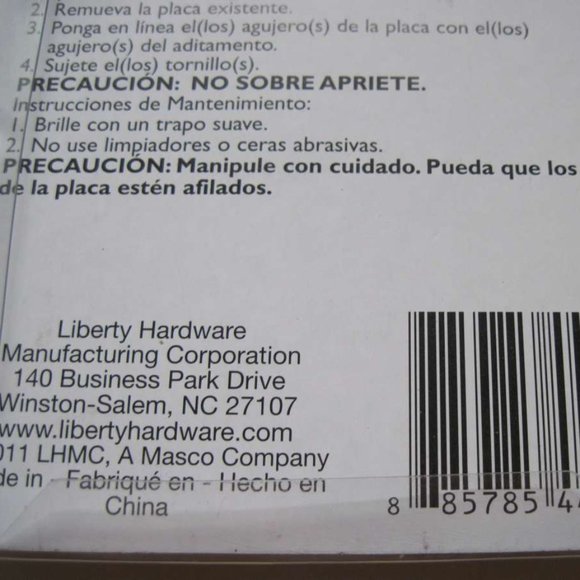 2. Remueva la placa existente.
3. Ponga en línea el(los) agujero(s) de la placa con el(los)
agujero(s) del aditamento.
4. Sujete el(los) tornillo(s).
PRECAUCIÓN: NO SOBRE APRIETE.
Instrucciones de Mantenimiento:
1. Brille con un trapo suave.
2. No use limpiadores o ceras abrasivas.
PRECAUCIÓN: Manipule con cuidado. Pueda que los
de la placa estén afilados.
Liberty Hardware
Manufacturing Corporation
140 Business Park Drive
Winston-Salem, NC 27107
www.libertyhardware.com
011 LHMC, A Masco Company
de in - Fabriqué en - Hecho en
China
8 85785 44